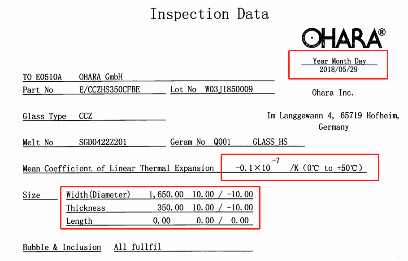 Inspection Data
OHARA®
Year Month Day
2018/05/29
TO E0510A OHARA GmbH
Part No E/CCZHS350CFBE Lot No W03J1850009
Ohara Inc.
Glass Type CCZ
Im Langgewann 4, 65719 Hofheim,
Germany
Melt No SGD0422Z201 Geram No Q001 GLASS_HS
Mean Coefficient of Linear Thermal Expansion -0.1×10⁻⁷ /K (0℃ to +50℃)
Size Width(Diameter) 1,650.00 10.00 / -10.00
Thickness 350.00 10.00 / -10.00
Length 0.00 0.00 / 0.00
Bubble & Inclusion All fullfil